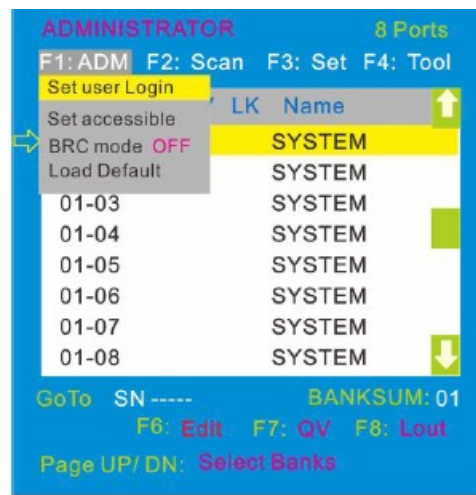 ADMINISTRATOR 8 Ports
F1: ADM F2: Scan F3: Set F4: Tool
Set user Login
LK Name
Set accessible
BRC mode OFF SYSTEM
Load Default SYSTEM
01-03 SYSTEM
01-04 SYSTEM
01-05 SYSTEM
01-06 SYSTEM
01-07 SYSTEM
01-08 SYSTEM
GoTo SN ----- BANKSUM: 01
F6: Edit F7: QV F8: Lout
Page UP/ DN: Select Banks